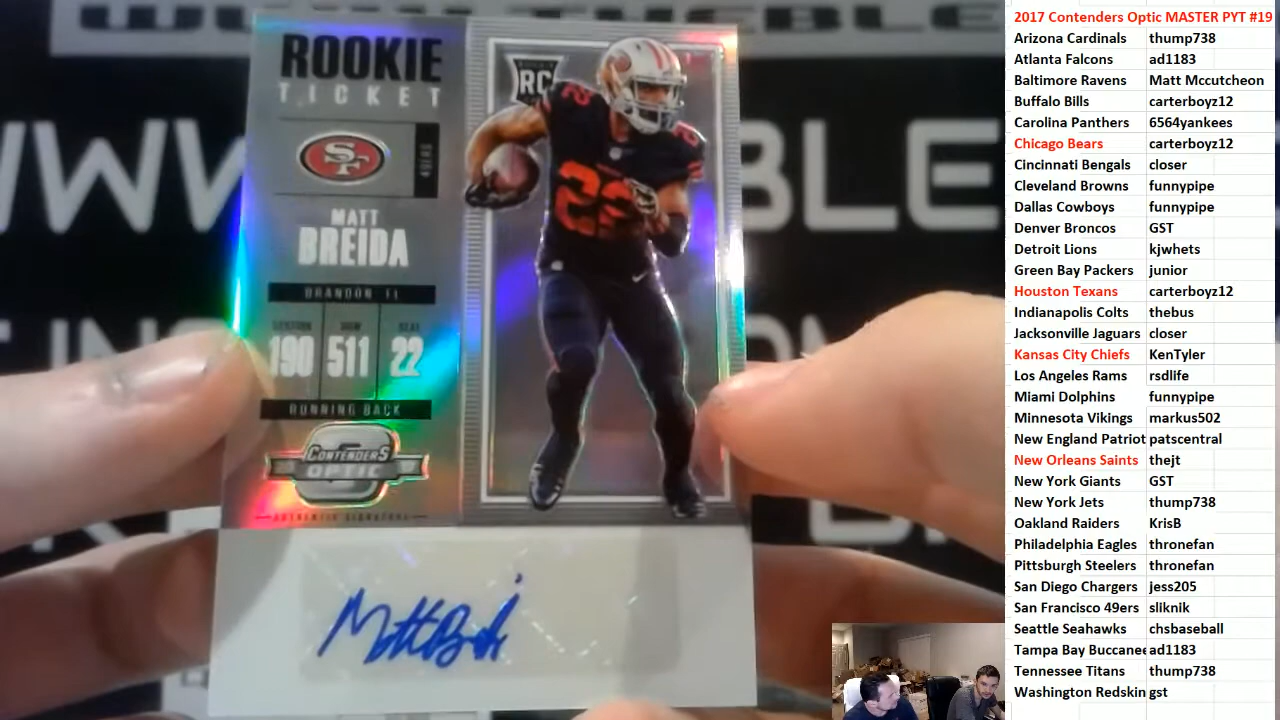 ROOKIE
TICKET
RC
SF
49ERS
MATT
BREIDA
190 511 22
RUNNING BACK
CONTENDERS
OPTIC
AUTHENTIC SIGNATURE
2017 Contenders Optic MASTER PYT #19
Arizona Cardinals thump738
Atlanta Falcons ad1183
Baltimore Ravens Matt Mccutcheon
Buffalo Bills carterboyz12
Carolina Panthers 6564yankees
Chicago Bears carterboyz12
Cincinnati Bengals closer
Cleveland Browns funnypipe
Dallas Cowboys funnypipe
Denver Broncos GST
Detroit Lions kjwhets
Green Bay Packers junior
Houston Texans carterboyz12
Indianapolis Colts thebus
Jacksonville Jaguars closer
Kansas City Chiefs KenTyler
Los Angeles Rams rsdlife
Miami Dolphins funnypipe
Minnesota Vikings markus502
New England Patriot patscentral
New Orleans Saints thejt
New York Giants GST
New York Jets thump738
Oakland Raiders KrisB
Philadelphia Eagles thronefan
Pittsburgh Steelers thronefan
San Diego Chargers jess205
San Francisco 49ers sliknik
Seattle Seahawks chsbaseball
Tampa Bay Buccanee ad1183
Tennessee Titans thump738
Washington Redskin gst